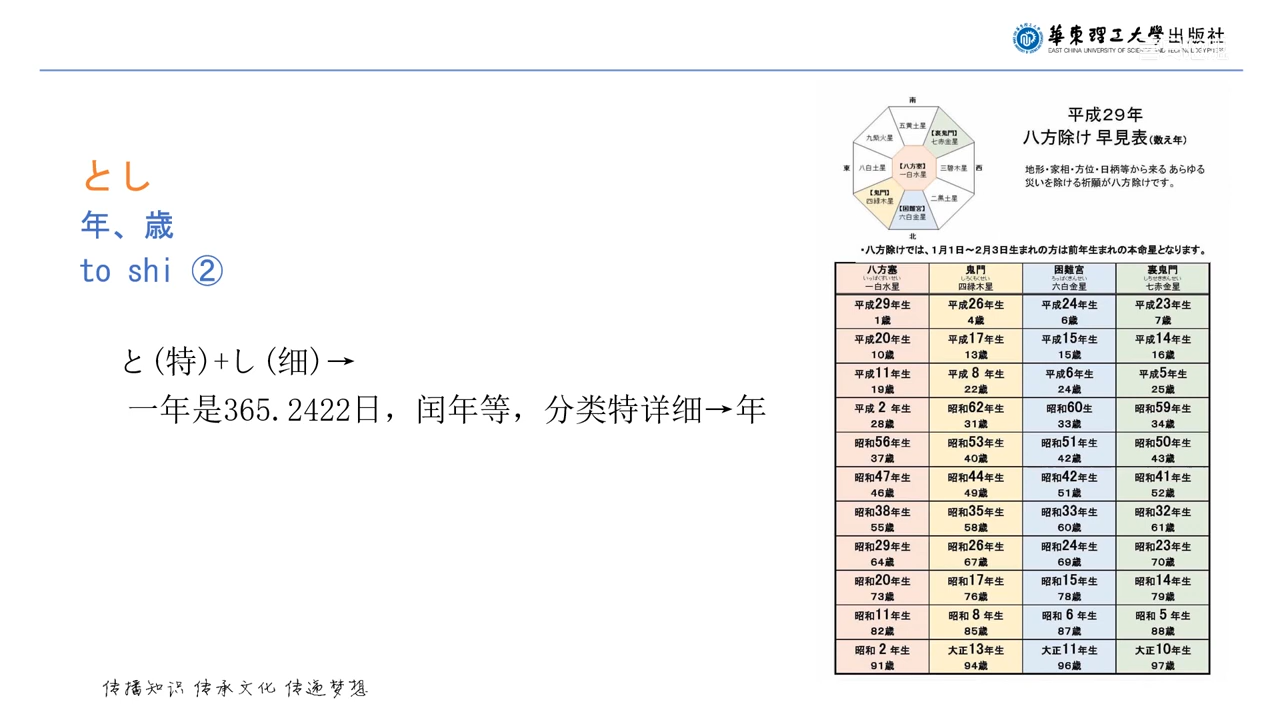 華東理工大學出版社
EAST CHINA UNIVERSITY OF SCIENCE AND TECHNOLOGY PRESS
とし
年、歳
to shi ②
と(特)+し(细)→
一年是365.2422日，闰年等，分类特详细→年
南
五黄土星
【裏鬼門】
七赤金星
九紫火星
東
八白土星
【八方塞】
一白水星
三碧木星
西
【鬼門】
四緑木星
【困難宮】
六白金星
二黒土星
北
平成29年
八方除け 早見表(数え年)
地形・家相・方位・日柄等から来る あらゆる
災いを除ける祈願が八方除けです。
・八方除けでは、1月1日～2月3日生まれの方は前年生まれの本命星となります。
八方塞 鬼門 困難宮 裏鬼門
一白水星 四緑木星 六白金星 七赤金星
平成29年生 平成26年生 平成24年生 平成23年生
1歳 4歳 6歳 7歳
平成20年生 平成17年生 平成15年生 平成14年生
10歳 13歳 15歳 16歳
平成11年生 平成8年生 平成6年生 平成5年生
19歳 22歳 24歳 25歳
平成2年生 昭和62年生 昭和60生 昭和59年生
28歳 31歳 33歳 34歳
昭和56年生 昭和53年生 昭和51年生 昭和50年生
37歳 40歳 42歳 43歳
昭和47年生 昭和44年生 昭和42年生 昭和41年生
46歳 49歳 51歳 52歳
昭和38年生 昭和35年生 昭和33年生 昭和32年生
55歳 58歳 60歳 61歳
昭和29年生 昭和26年生 昭和24年生 昭和23年生
64歳 67歳 69歳 70歳
昭和20年生 昭和17年生 昭和15年生 昭和14年生
73歳 76歳 78歳 79歳
昭和11年生 昭和8年生 昭和6年生 昭和5年生
82歳 85歳 87歳 88歳
昭和2年生 大正13年生 大正11年生 大正10年生
91歳 94歳 96歳 97歳
传播知识 传承文化 传递梦想